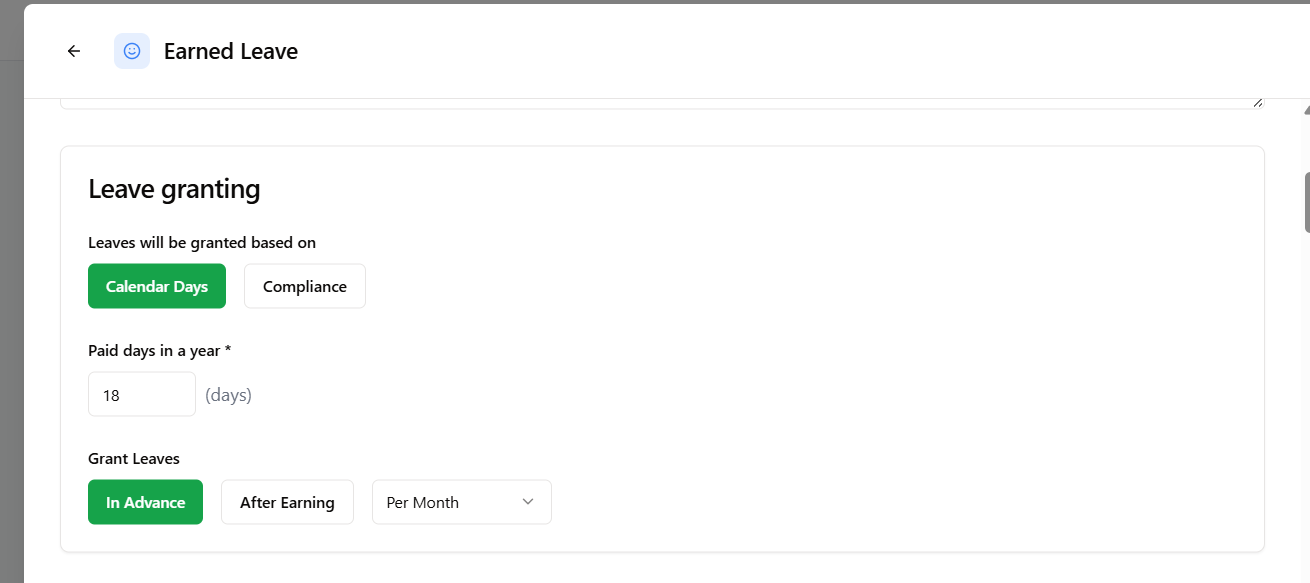 Earned Leave
Leave granting
Leaves will be granted based on
Calendar Days Compliance
Paid days in a year *
18 (days)
Grant Leaves
In Advance After Earning Per Month